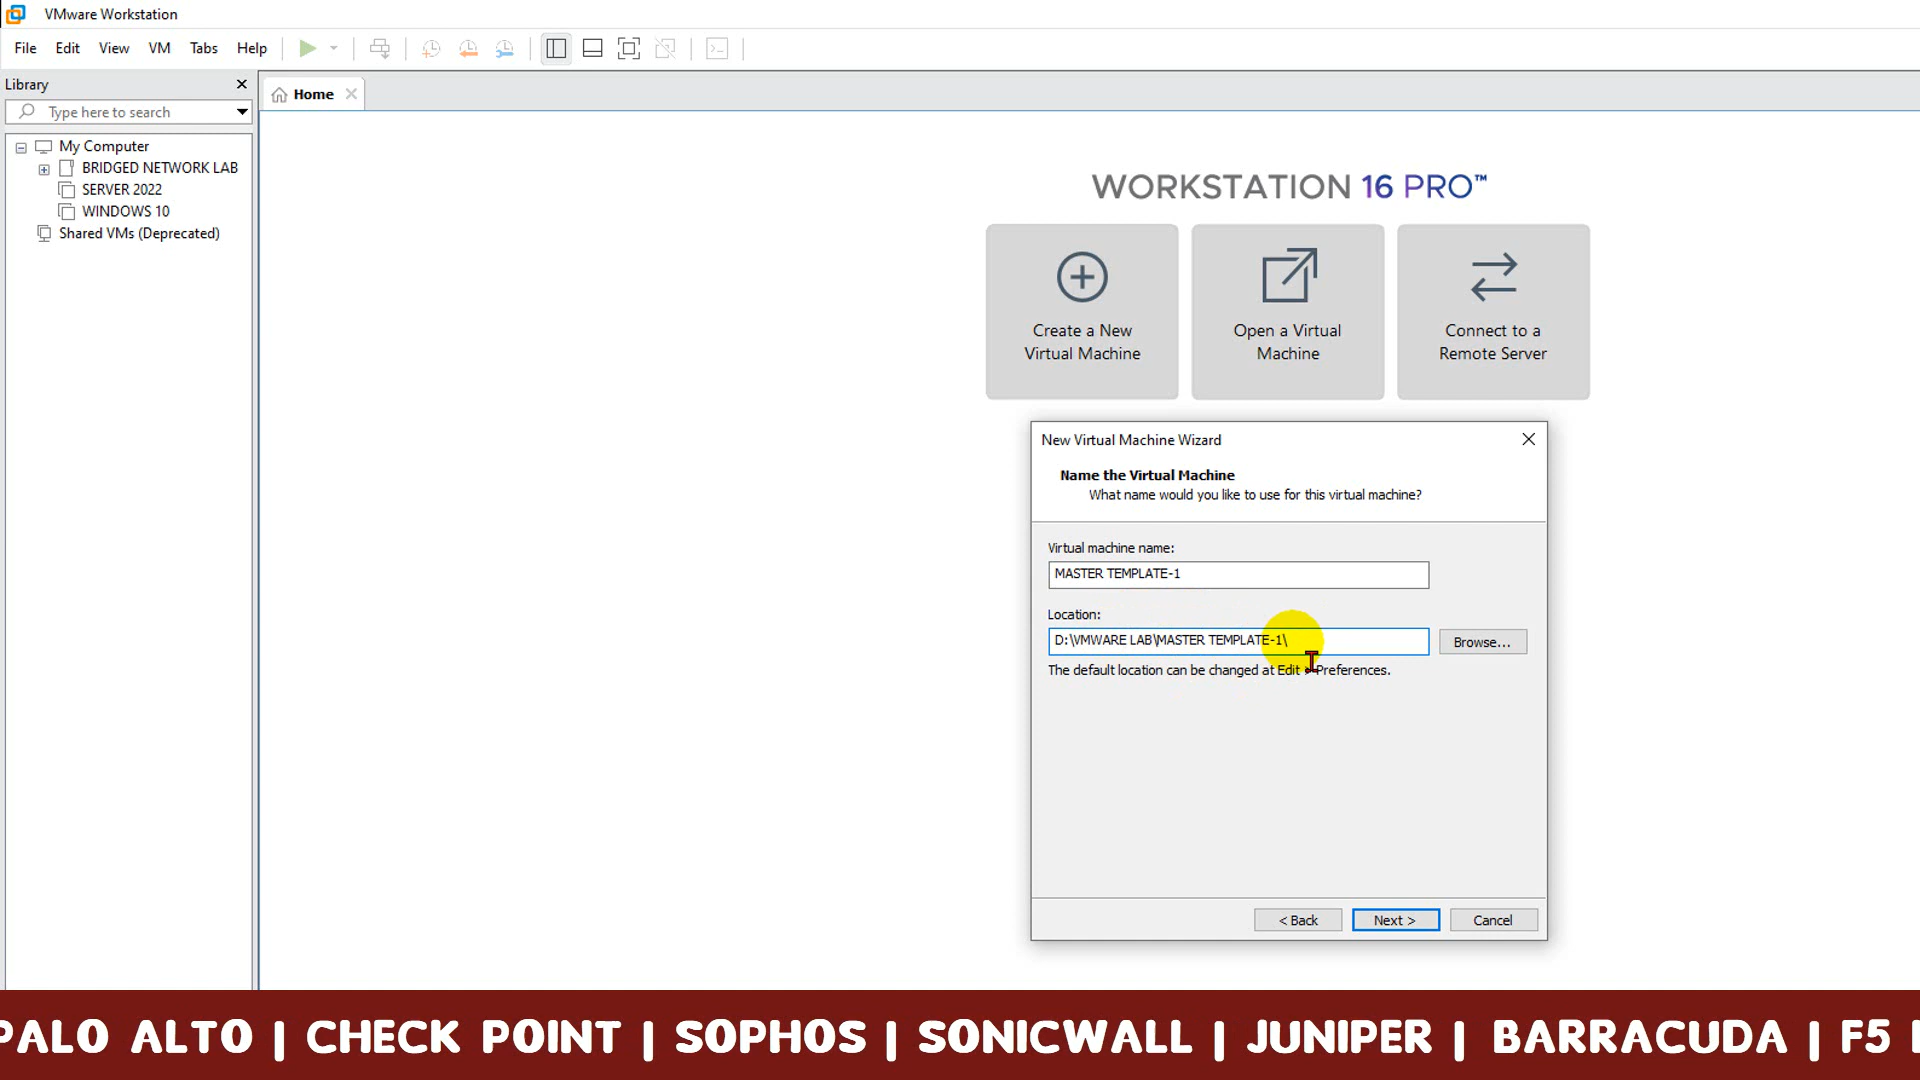 VMware Workstation
File Edit View VM Tabs Help
Library
Type here to search
My Computer
BRIDGED NETWORK LAB
SERVER 2022
WINDOWS 10
Shared VMs (Deprecated)
Home
WORKSTATION 16 PRO™
Create a New
Virtual Machine
Open a Virtual
Machine
Connect to a
Remote Server
New Virtual Machine Wizard
Name the Virtual Machine
What name would you like to use for this virtual machine?
Virtual machine name:
MASTER TEMPLATE-1
Location:
D:\VMWARE LAB\MASTER TEMPLATE-1\
Browse...
The default location can be changed at Edit > Preferences.
< Back Next > Cancel
PALO ALTO | CHECK POINT | SOPHOS | SONICWALL | JUNIPER | BARRACUDA | F5